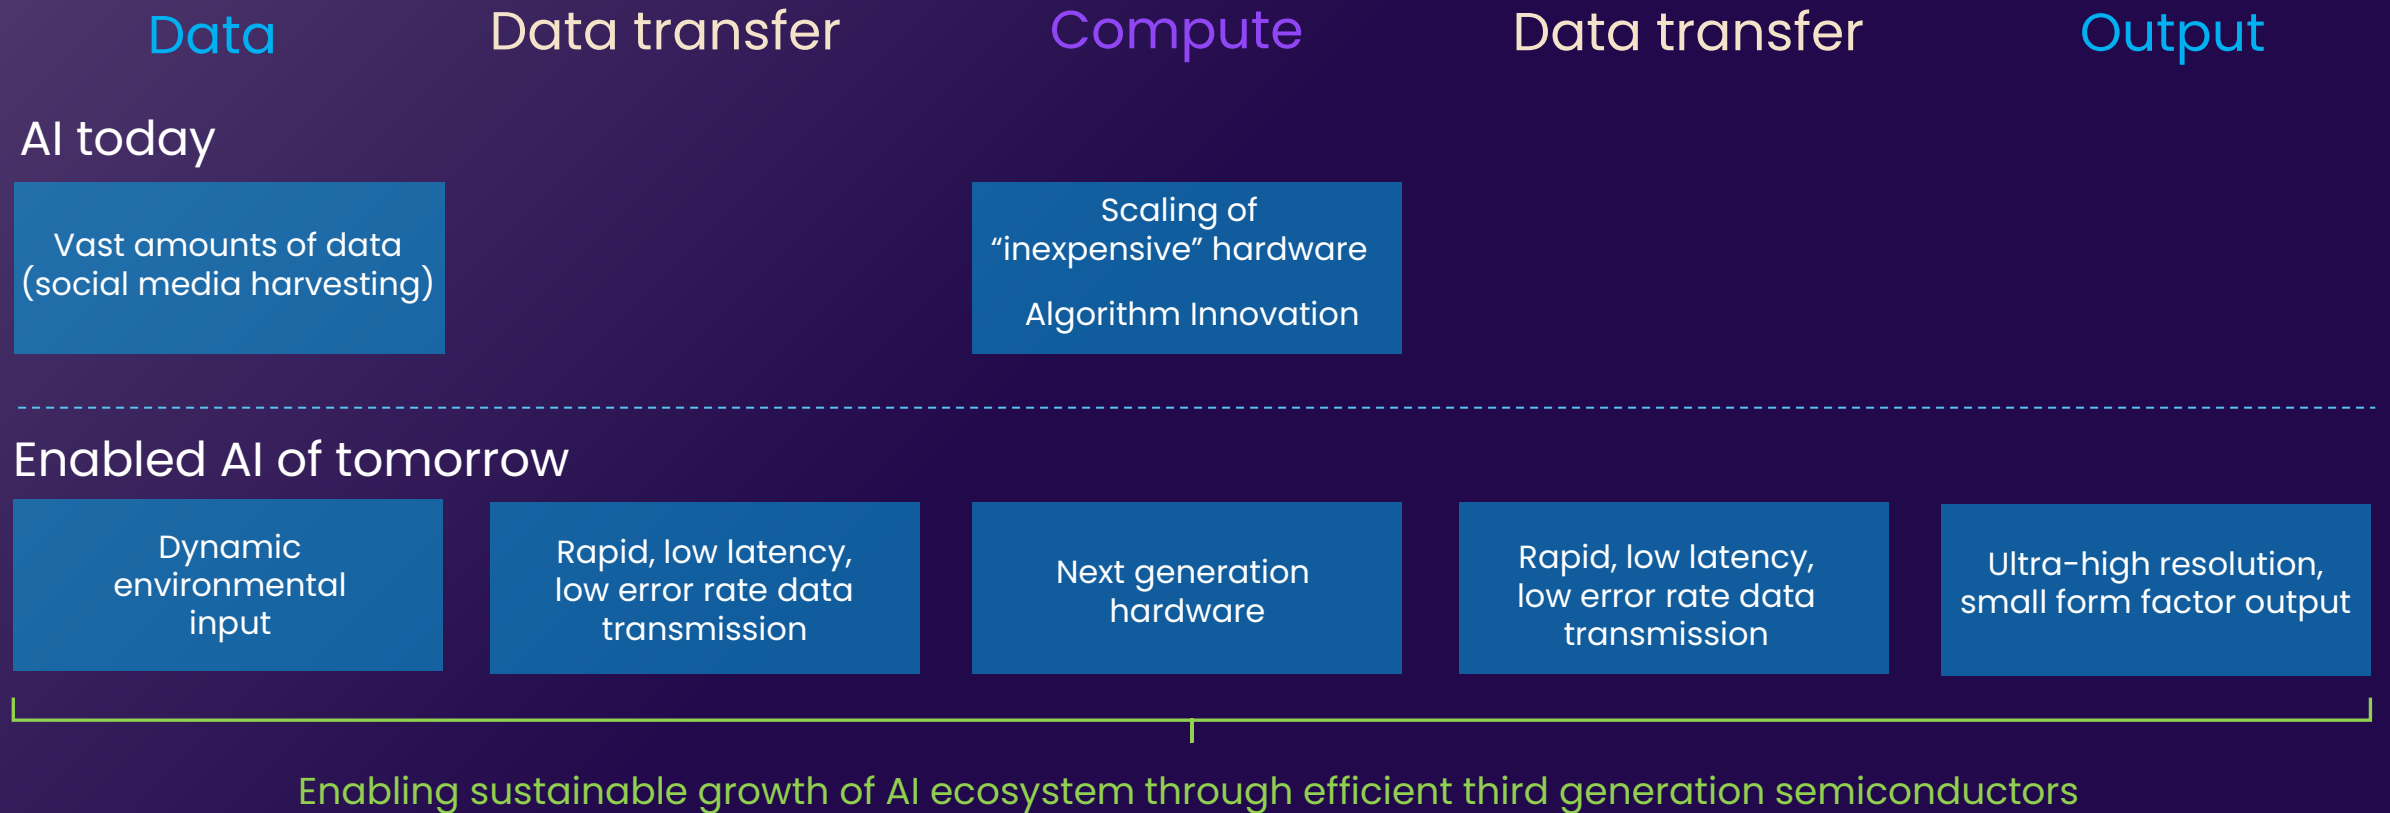 Data
Data transfer
Compute
Data transfer
Output
AI today
Vast amounts of data
(social media harvesting)
Scaling of
“inexpensive” hardware
Algorithm Innovation
Enabled AI of tomorrow
Dynamic
environmental
input
Rapid, low latency,
low error rate data
transmission
Next generation
hardware
Rapid, low latency,
low error rate data
transmission
Ultra-high resolution,
small form factor output
Enabling sustainable growth of AI ecosystem through efficient third generation semiconductors